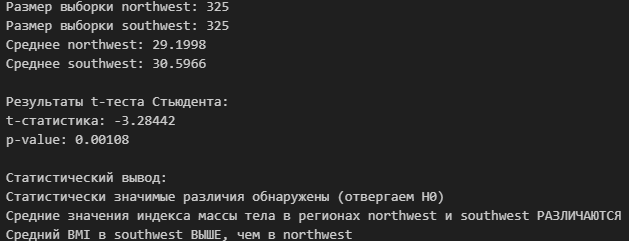 Размер выборки northwest: 325
Размер выборки southwest: 325
Среднее northwest: 29.1998
Среднее southwest: 30.5966
Результаты t-теста Стьюдента:
t-статистика: -3.28442
p-value: 0.00108
Статистический вывод:
Статистически значимые различия обнаружены (отвергаем H0)
Средние значения индекса массы тела в регионах northwest и southwest РАЗЛИЧАЮТСЯ
Средний BMI в southwest ВЫШЕ, чем в northwest